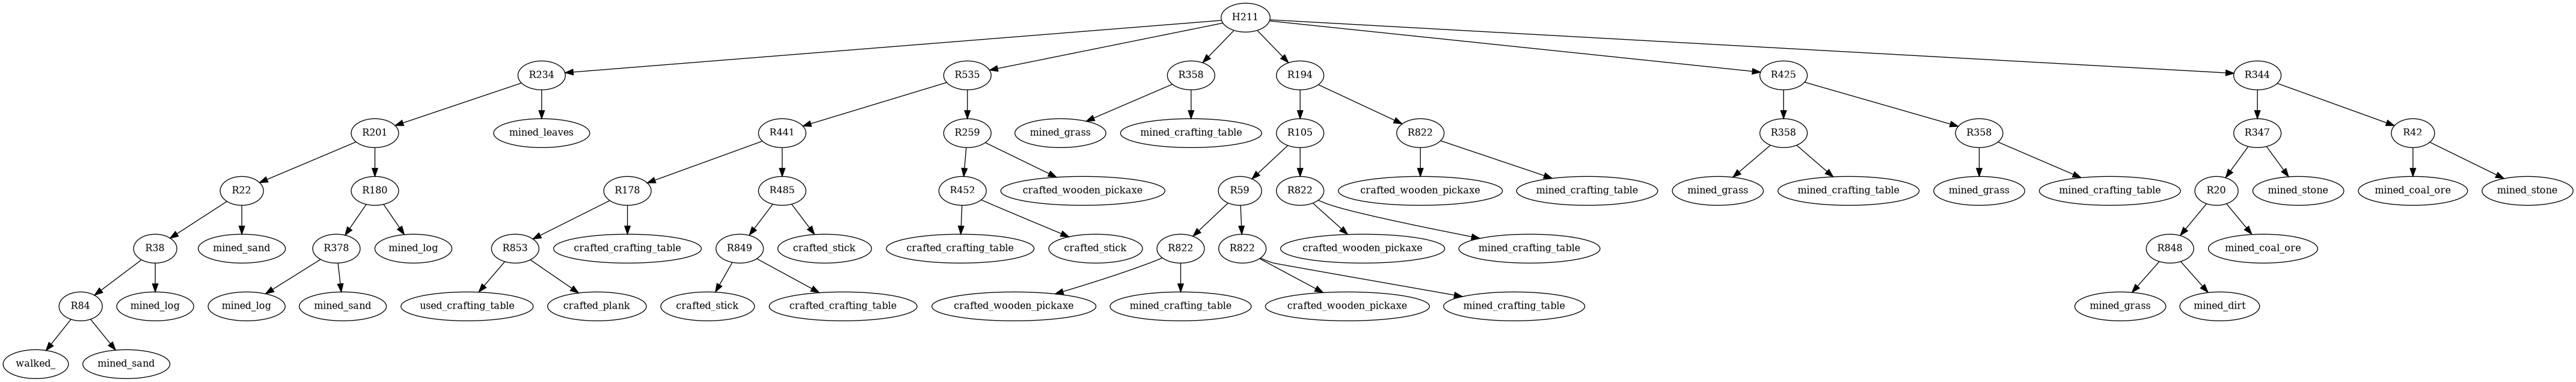 H211
R234
R535
R358
R194
R425
R344
R201
mined_leaves
R441
R259
mined_grass
mined_crafting_table
R105
R822
R358
R358
R347
R42
R22
R180
R178
R485
R452
crafted_wooden_pickaxe
R59
R822
crafted_wooden_pickaxe
mined_crafting_table
mined_grass
mined_crafting_table
mined_grass
mined_crafting_table
R20
mined_stone
mined_coal_ore
mined_stone
R38
mined_sand
R378
mined_log
R853
crafted_crafting_table
R849
crafted_stick
crafted_crafting_table
crafted_stick
R822
R822
crafted_wooden_pickaxe
mined_crafting_table
R848
mined_coal_ore
R84
mined_log
mined_log
mined_sand
used_crafting_table
crafted_plank
crafted_stick
crafted_crafting_table
crafted_wooden_pickaxe
mined_crafting_table
crafted_wooden_pickaxe
mined_crafting_table
mined_grass
mined_dirt
walked_
mined_sand